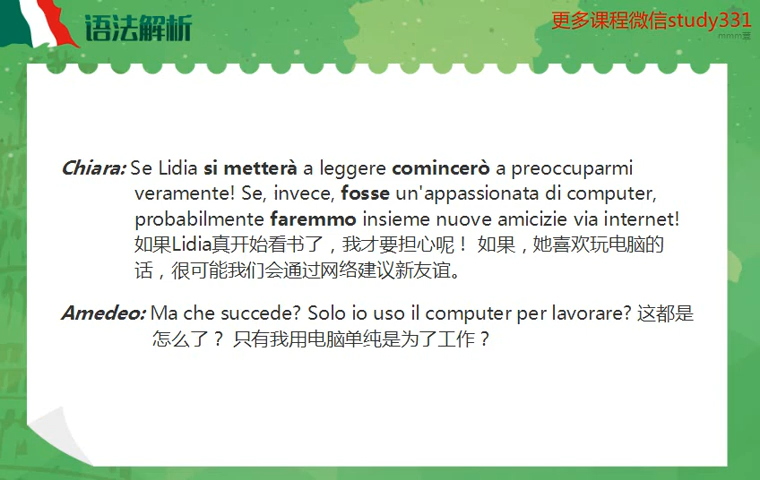 语法解析
更多课程微信study331
Chiara: Se Lidia si metterà a leggere comincerò a preoccuparmi
veramente! Se, invece, fosse un'appassionata di computer,
probabilmente faremmo insieme nuove amicizie via internet!
如果Lidia真开始看书了，我才要担心呢！ 如果，她喜欢玩电脑的
话，很可能我们会通过网络建议新友谊。
Amedeo: Ma che succede? Solo io uso il computer per lavorare? 这都是
怎么了？ 只有我用电脑单纯是为了工作？